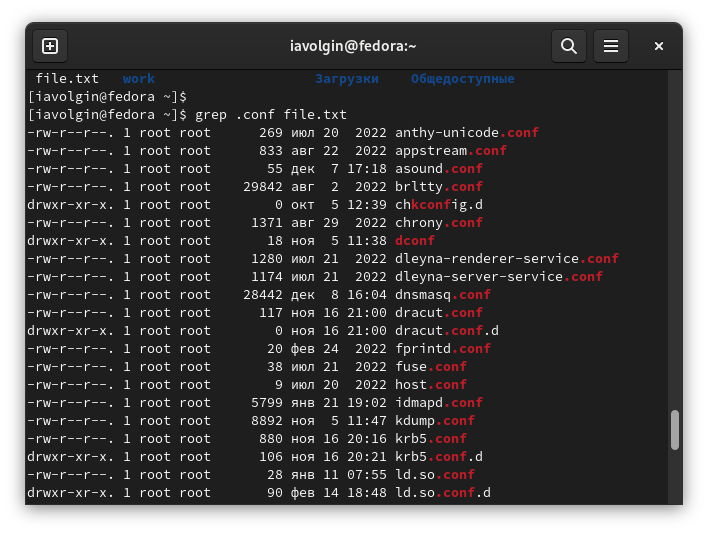 iavolgin@fedora:~
file.txt work Загрузки Общедоступные
[iavolgin@fedora ~]$
[iavolgin@fedora ~]$ grep .conf file.txt
-rw-r--r--. 1 root root 269 июл 20 2022 anthy-unicode.conf
-rw-r--r--. 1 root root 833 авг 22 2022 appstream.conf
-rw-r--r--. 1 root root 55 дек 7 17:18 asound.conf
-rw-r--r--. 1 root root 29842 авг 2 2022 brltty.conf
drwxr-xr-x. 1 root root 0 окт 5 12:39 chkconfig.d
-rw-r--r--. 1 root root 1371 авг 29 2022 chrony.conf
drwxr-xr-x. 1 root root 18 ноя 5 11:38 dconf
-rw-r--r--. 1 root root 1280 июл 21 2022 dleyna-renderer-service.conf
-rw-r--r--. 1 root root 1174 июл 21 2022 dleyna-server-service.conf
-rw-r--r--. 1 root root 28442 дек 8 16:04 dnsmasq.conf
-rw-r--r--. 1 root root 117 ноя 16 21:00 dracut.conf
drwxr-xr-x. 1 root root 0 ноя 16 21:00 dracut.conf.d
-rw-r--r--. 1 root root 20 фев 24 2022 fprintd.conf
-rw-r--r--. 1 root root 38 июл 21 2022 fuse.conf
-rw-r--r--. 1 root root 9 июл 20 2022 host.conf
-rw-r--r--. 1 root root 5799 янв 21 19:02 idmapd.conf
-rw-r--r--. 1 root root 8892 ноя 5 11:47 kdump.conf
-rw-r--r--. 1 root root 880 ноя 16 20:16 krb5.conf
drwxr-xr-x. 1 root root 106 ноя 16 20:21 krb5.conf.d
-rw-r--r--. 1 root root 28 янв 11 07:55 ld.so.conf
drwxr-xr-x. 1 root root 90 фев 14 18:48 ld.so.conf.d